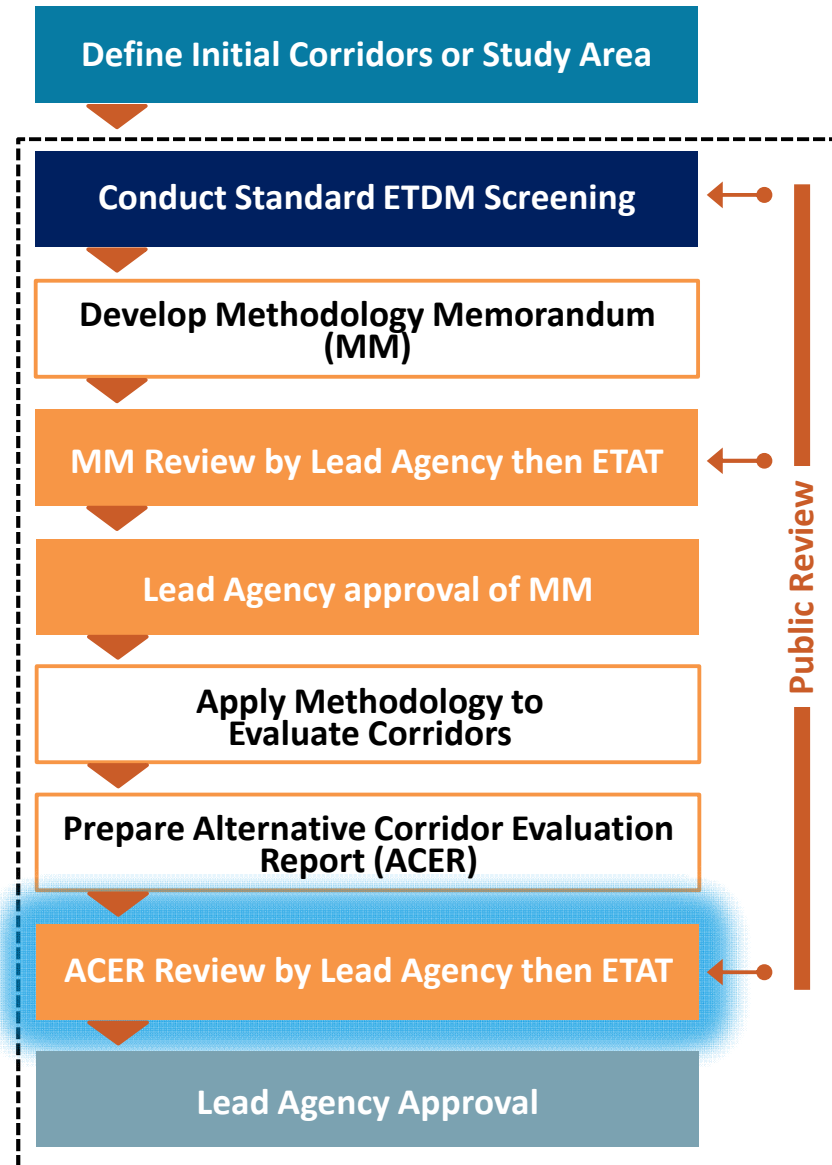 Define Initial Corridors or Study Area
Conduct Standard ETDM Screening
Develop Methodology Memorandum
(MM)
MM Review by Lead Agency then ETAT
Lead Agency approval of MM
Apply Methodology to
Evaluate Corridors
Prepare Alternative Corridor Evaluation
Report (ACER)
ACER Review by Lead Agency then ETAT
Lead Agency Approval
Public Review